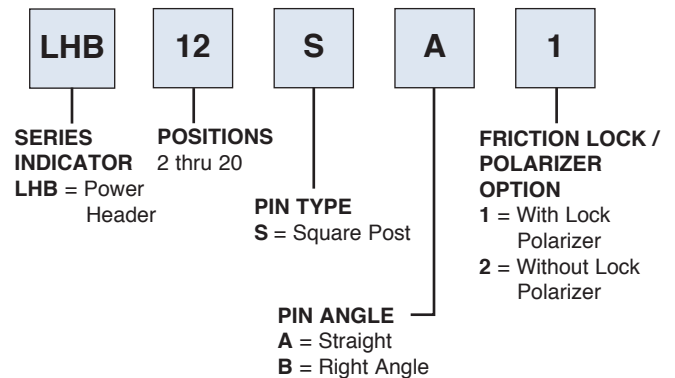 LHB 12 S A 1
SERIES
INDICATOR
LHB = Power
Header
POSITIONS
2 thru 20
PIN TYPE
S = Square Post
PIN ANGLE
A = Straight
B = Right Angle
FRICTION LOCK /
POLARIZER
OPTION
1 = With Lock
Polarizer
2 = Without Lock
Polarizer